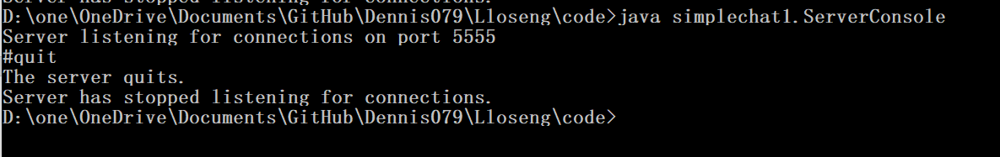 Server has stopped listening for connections.
D:\one\OneDrive\Documents\GitHub\Dennis079\Lloseng\code>java simplechat1.ServerConsole
Server listening for connections on port 5555
#quit
The server quits.
Server has stopped listening for connections.
D:\one\OneDrive\Documents\GitHub\Dennis079\Lloseng\code>